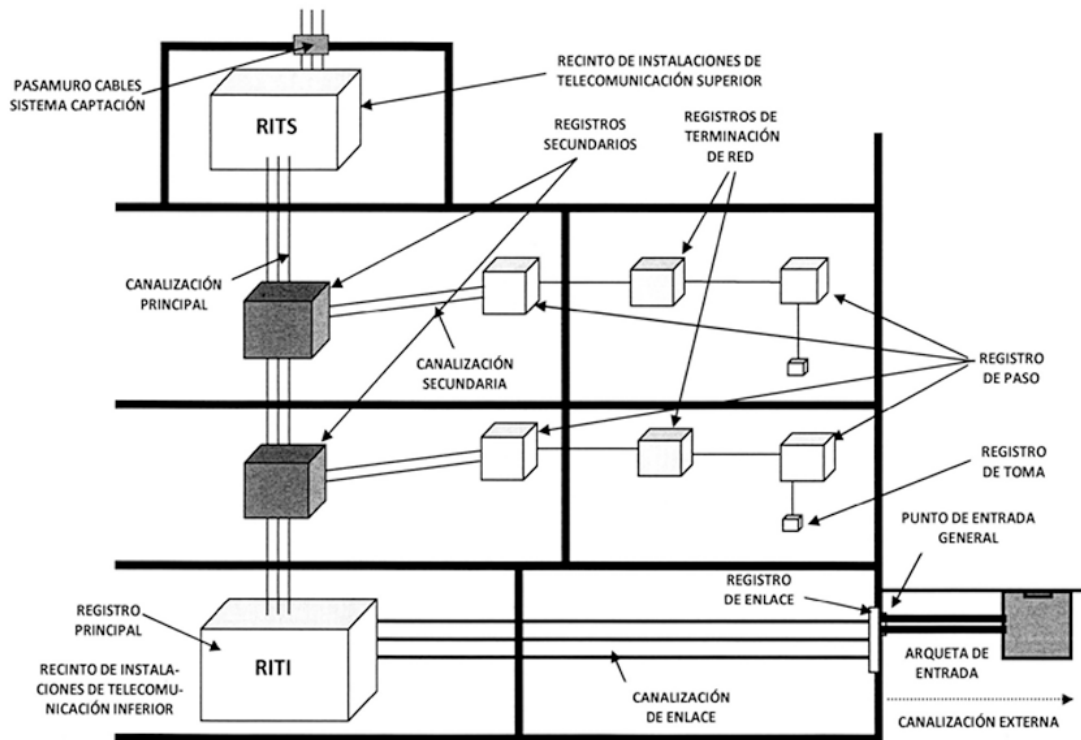 PASAMURO CABLES
SISTEMA CAPTACIÓN
RITS
RECINTO DE INSTALACIONES DE
TELECOMUNICACIÓN SUPERIOR
REGISTROS
SECUNDARIOS
REGISTROS DE
TERMINACIÓN
DE RED
CANALIZACIÓN
PRINCIPAL
CANALIZACIÓN
SECUNDARIA
REGISTRO
DE PASO
REGISTRO
DE TOMA
PUNTO DE ENTRADA
GENERAL
REGISTRO
DE ENLACE
REGISTRO
PRINCIPAL
RITI
RECINTO DE INSTALA-
CIONES DE TELECOMU-
NICACIÓN INFERIOR
CANALIZACIÓN
DE ENLACE
ARQUETA DE
ENTRADA
CANALIZACIÓN EXTERNA